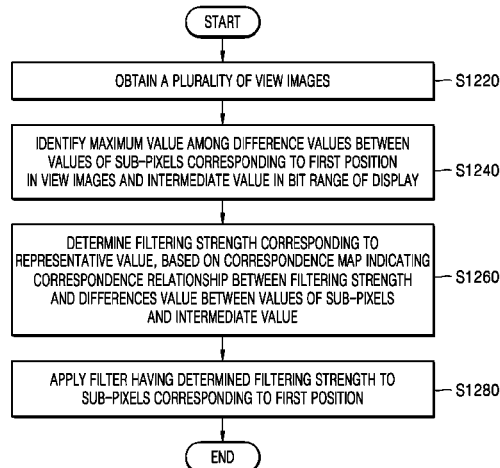 START
OBTAIN A PLURALITY OF VIEW IMAGES
S1220
IDENTIFY MAXIMUM VALUE AMONG DIFFERENCE VALUES BETWEEN
VALUES OF SUB-PIXELS CORRESPONDING TO FIRST POSITION
IN VIEW IMAGES AND INTERMEDIATE VALUE IN BIT RANGE OF DISPLAY
S1240
DETERMINE FILTERING STRENGTH CORRESPONDING TO
REPRESENTATIVE VALUE, BASED ON CORRESPONDENCE MAP INDICATING
CORRESPONDENCE RELATIONSHIP BETWEEN FILTERING STRENGTH
AND DIFFERENCES VALUE BETWEEN VALUES OF SUB-PIXELS
AND INTERMEDIATE VALUE
S1260
APPLY FILTER HAVING DETERMINED FILTERING STRENGTH TO
SUB-PIXELS CORRESPONDING TO FIRST POSITION
S1280
END